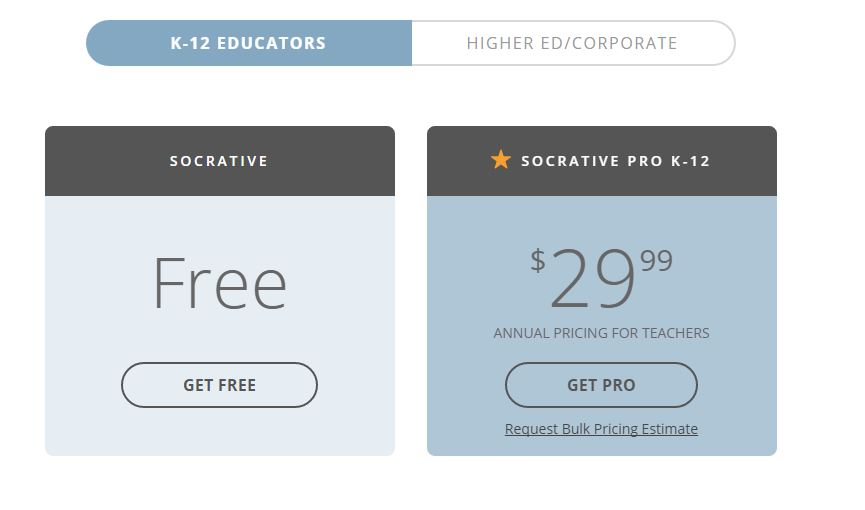 K-12 EDUCATORS
HIGHER ED/CORPORATE
SOCRATIVE
Free
GET FREE
SOCRATIVE PRO K-12
$29.99
ANNUAL PRICING FOR TEACHERS
GET PRO
Request Bulk Pricing Estimate